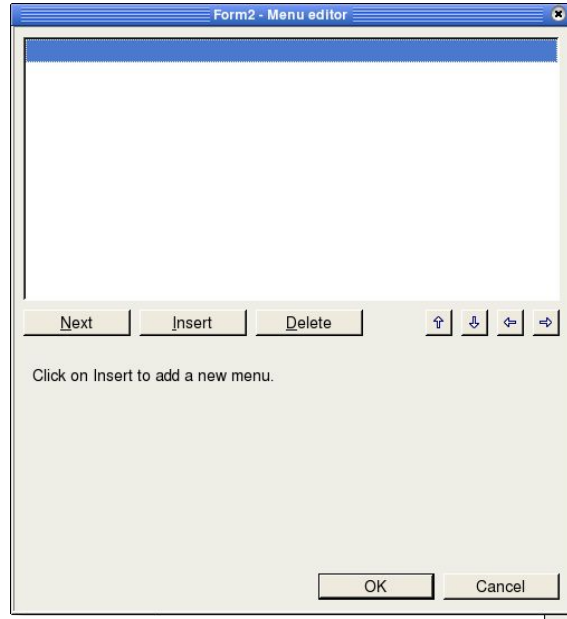 Form2 - Menu editor
Next Insert Delete
Click on Insert to add a new menu.
OK Cancel